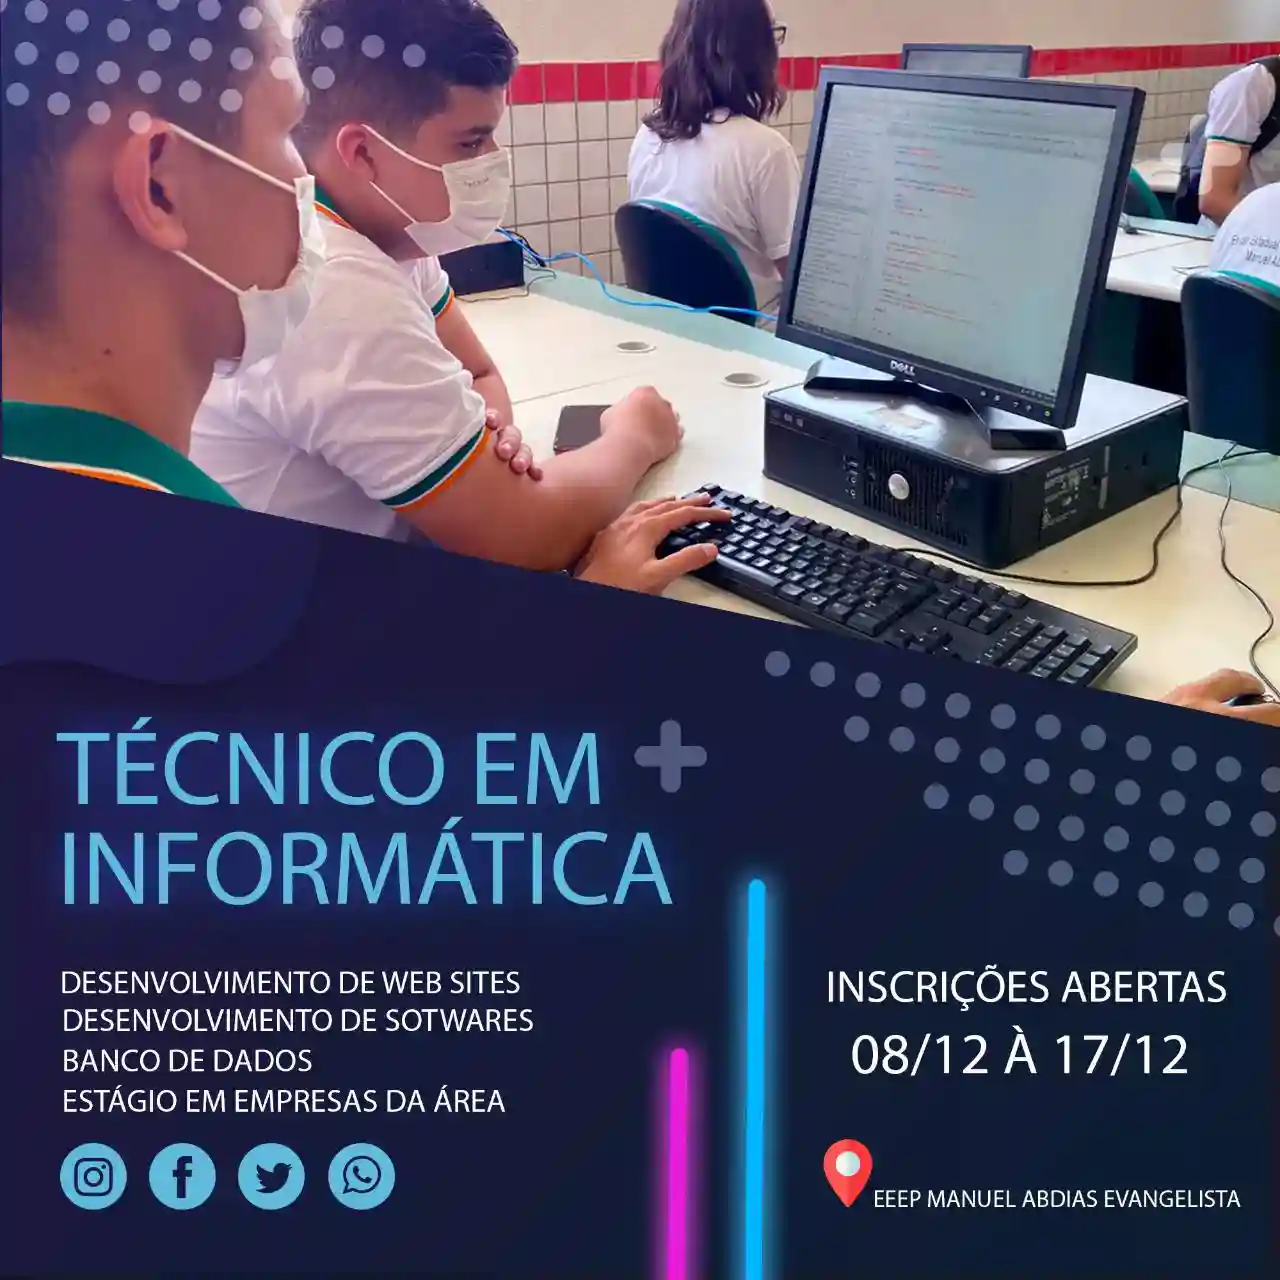 DELL
TÉCNICO EM
INFORMÁTICA
DESENVOLVIMENTO DE WEB SITES
DESENVOLVIMENTO DE SOTWARES
BANCO DE DADOS
ESTÁGIO EM EMPRESAS DA ÁREA
INSCRIÇÕES ABERTAS
08/12 À 17/12
EEEP MANUEL ABDIAS EVANGELISTA